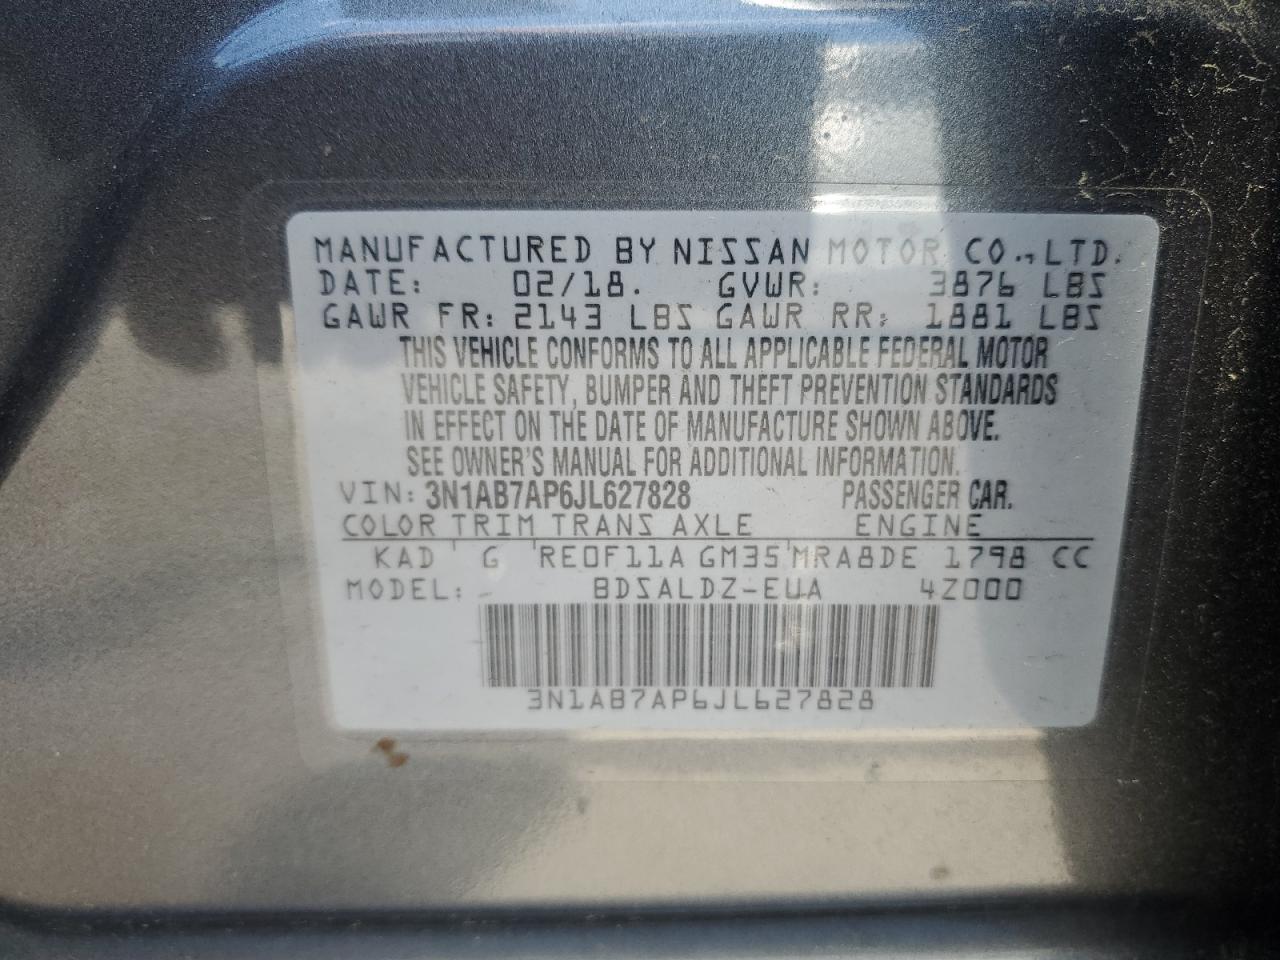 MANUFACTURED BY NISSAN MOTOR CO., LTD.
DATE: 02/18. GVWR: 3876 LBS
GAWR FR: 2143 LBS GAWR RR: 1881 LBS
THIS VEHICLE CONFORMS TO ALL APPLICABLE FEDERAL MOTOR
VEHICLE SAFETY, BUMPER AND THEFT PREVENTION STANDARDS
IN EFFECT ON THE DATE OF MANUFACTURE SHOWN ABOVE.
SEE OWNER'S MANUAL FOR ADDITIONAL INFORMATION.
VIN: 3N1AB7AP6JL627828 PASSENGER CAR.
COLOR TRIM TRANS AXLE ENGINE
KAD G RE0F11A GM35 MRA8DE 1798 CC
MODEL: BDSALDZ-EUA 4Z000
3N1AB7AP6JL627828